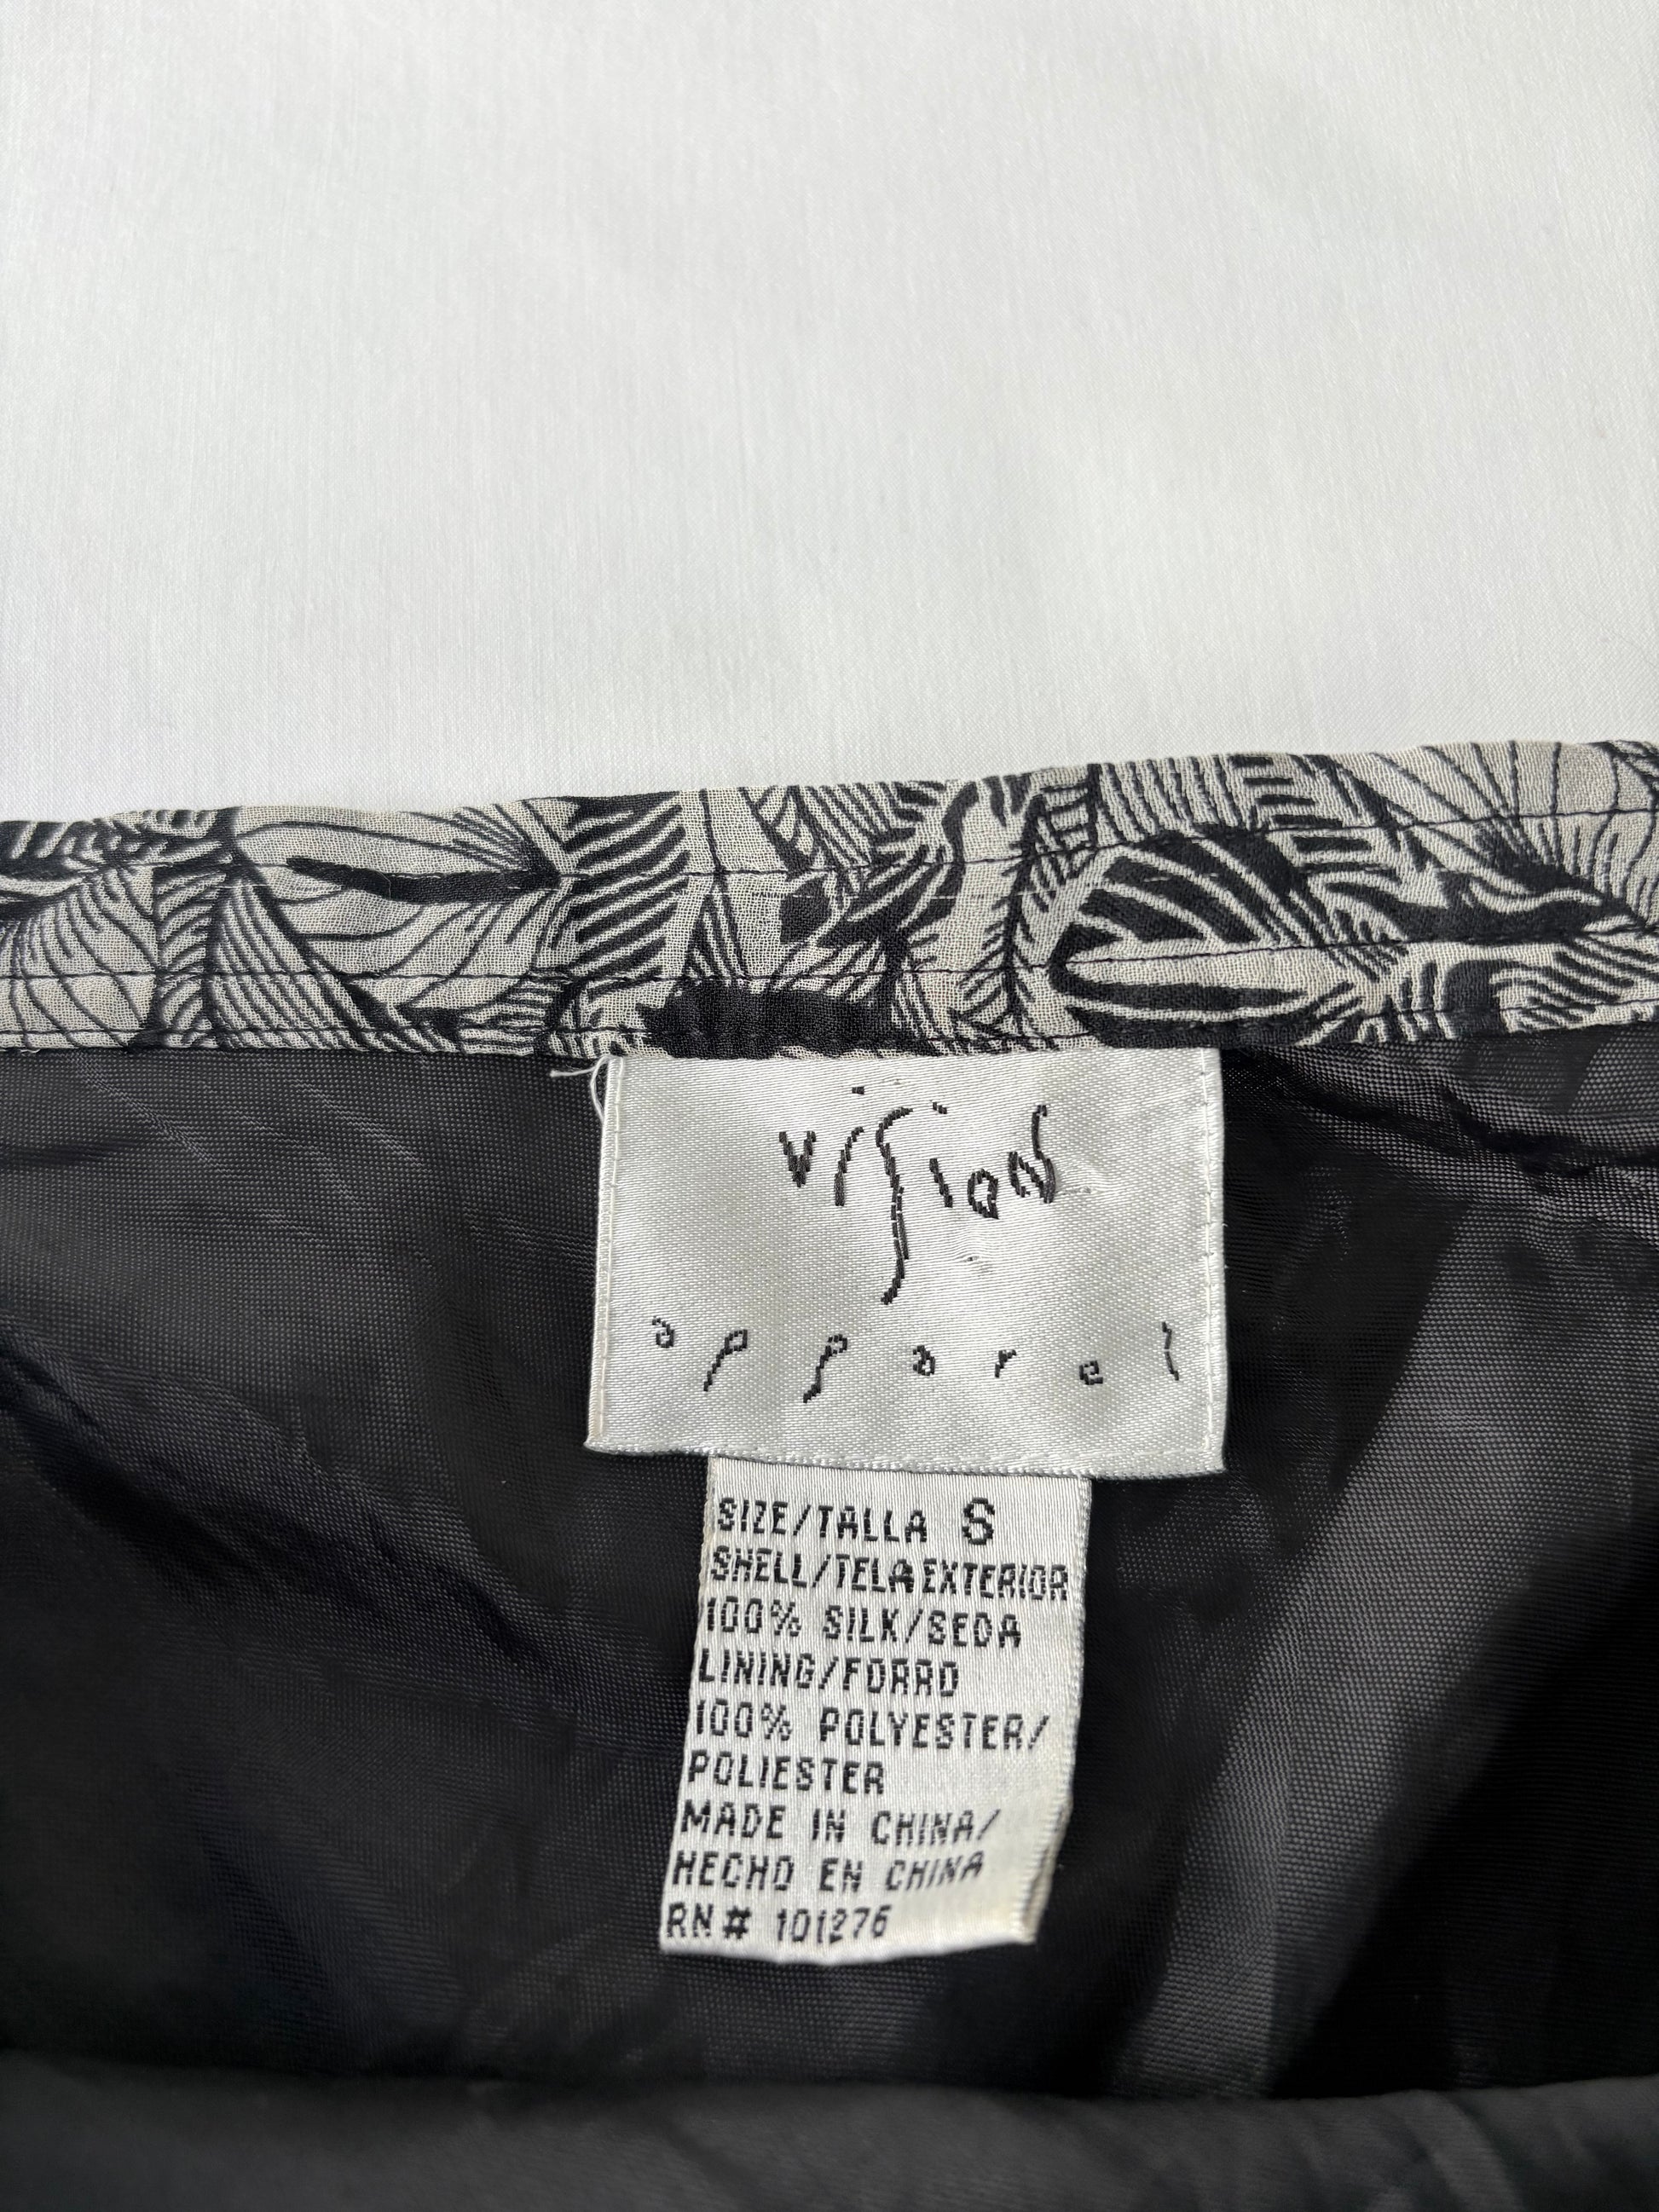 vision
apparel
SIZE/TALLA S
SHELL/TELA EXTERIOR
100% SILK/SEDA
LINING/FORRO
100% POLYESTER/
POLIESTER
MADE IN CHINA/
HECHO EN CHINA
RN# 101276